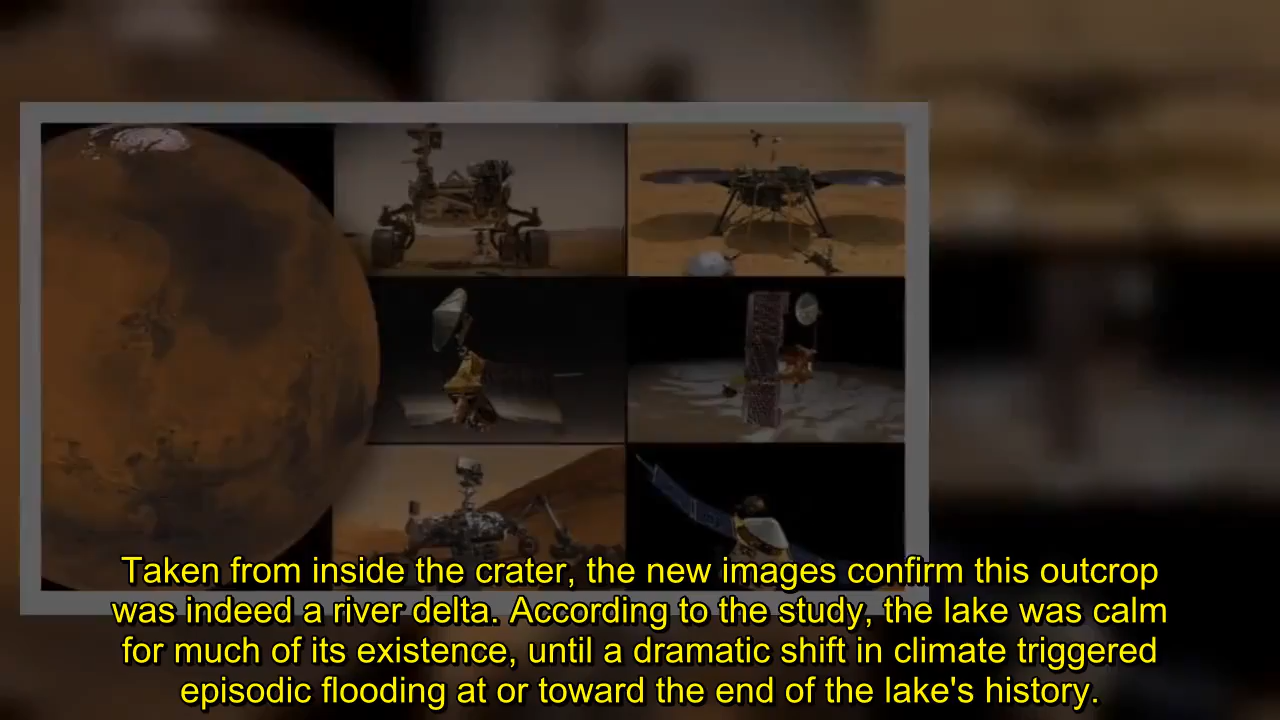 Taken from inside the crater, the new images confirm this outcrop
was indeed a river delta. According to the study, the lake was calm
for much of its existence, until a dramatic shift in climate triggered
episodic flooding at or toward the end of the lake's history.